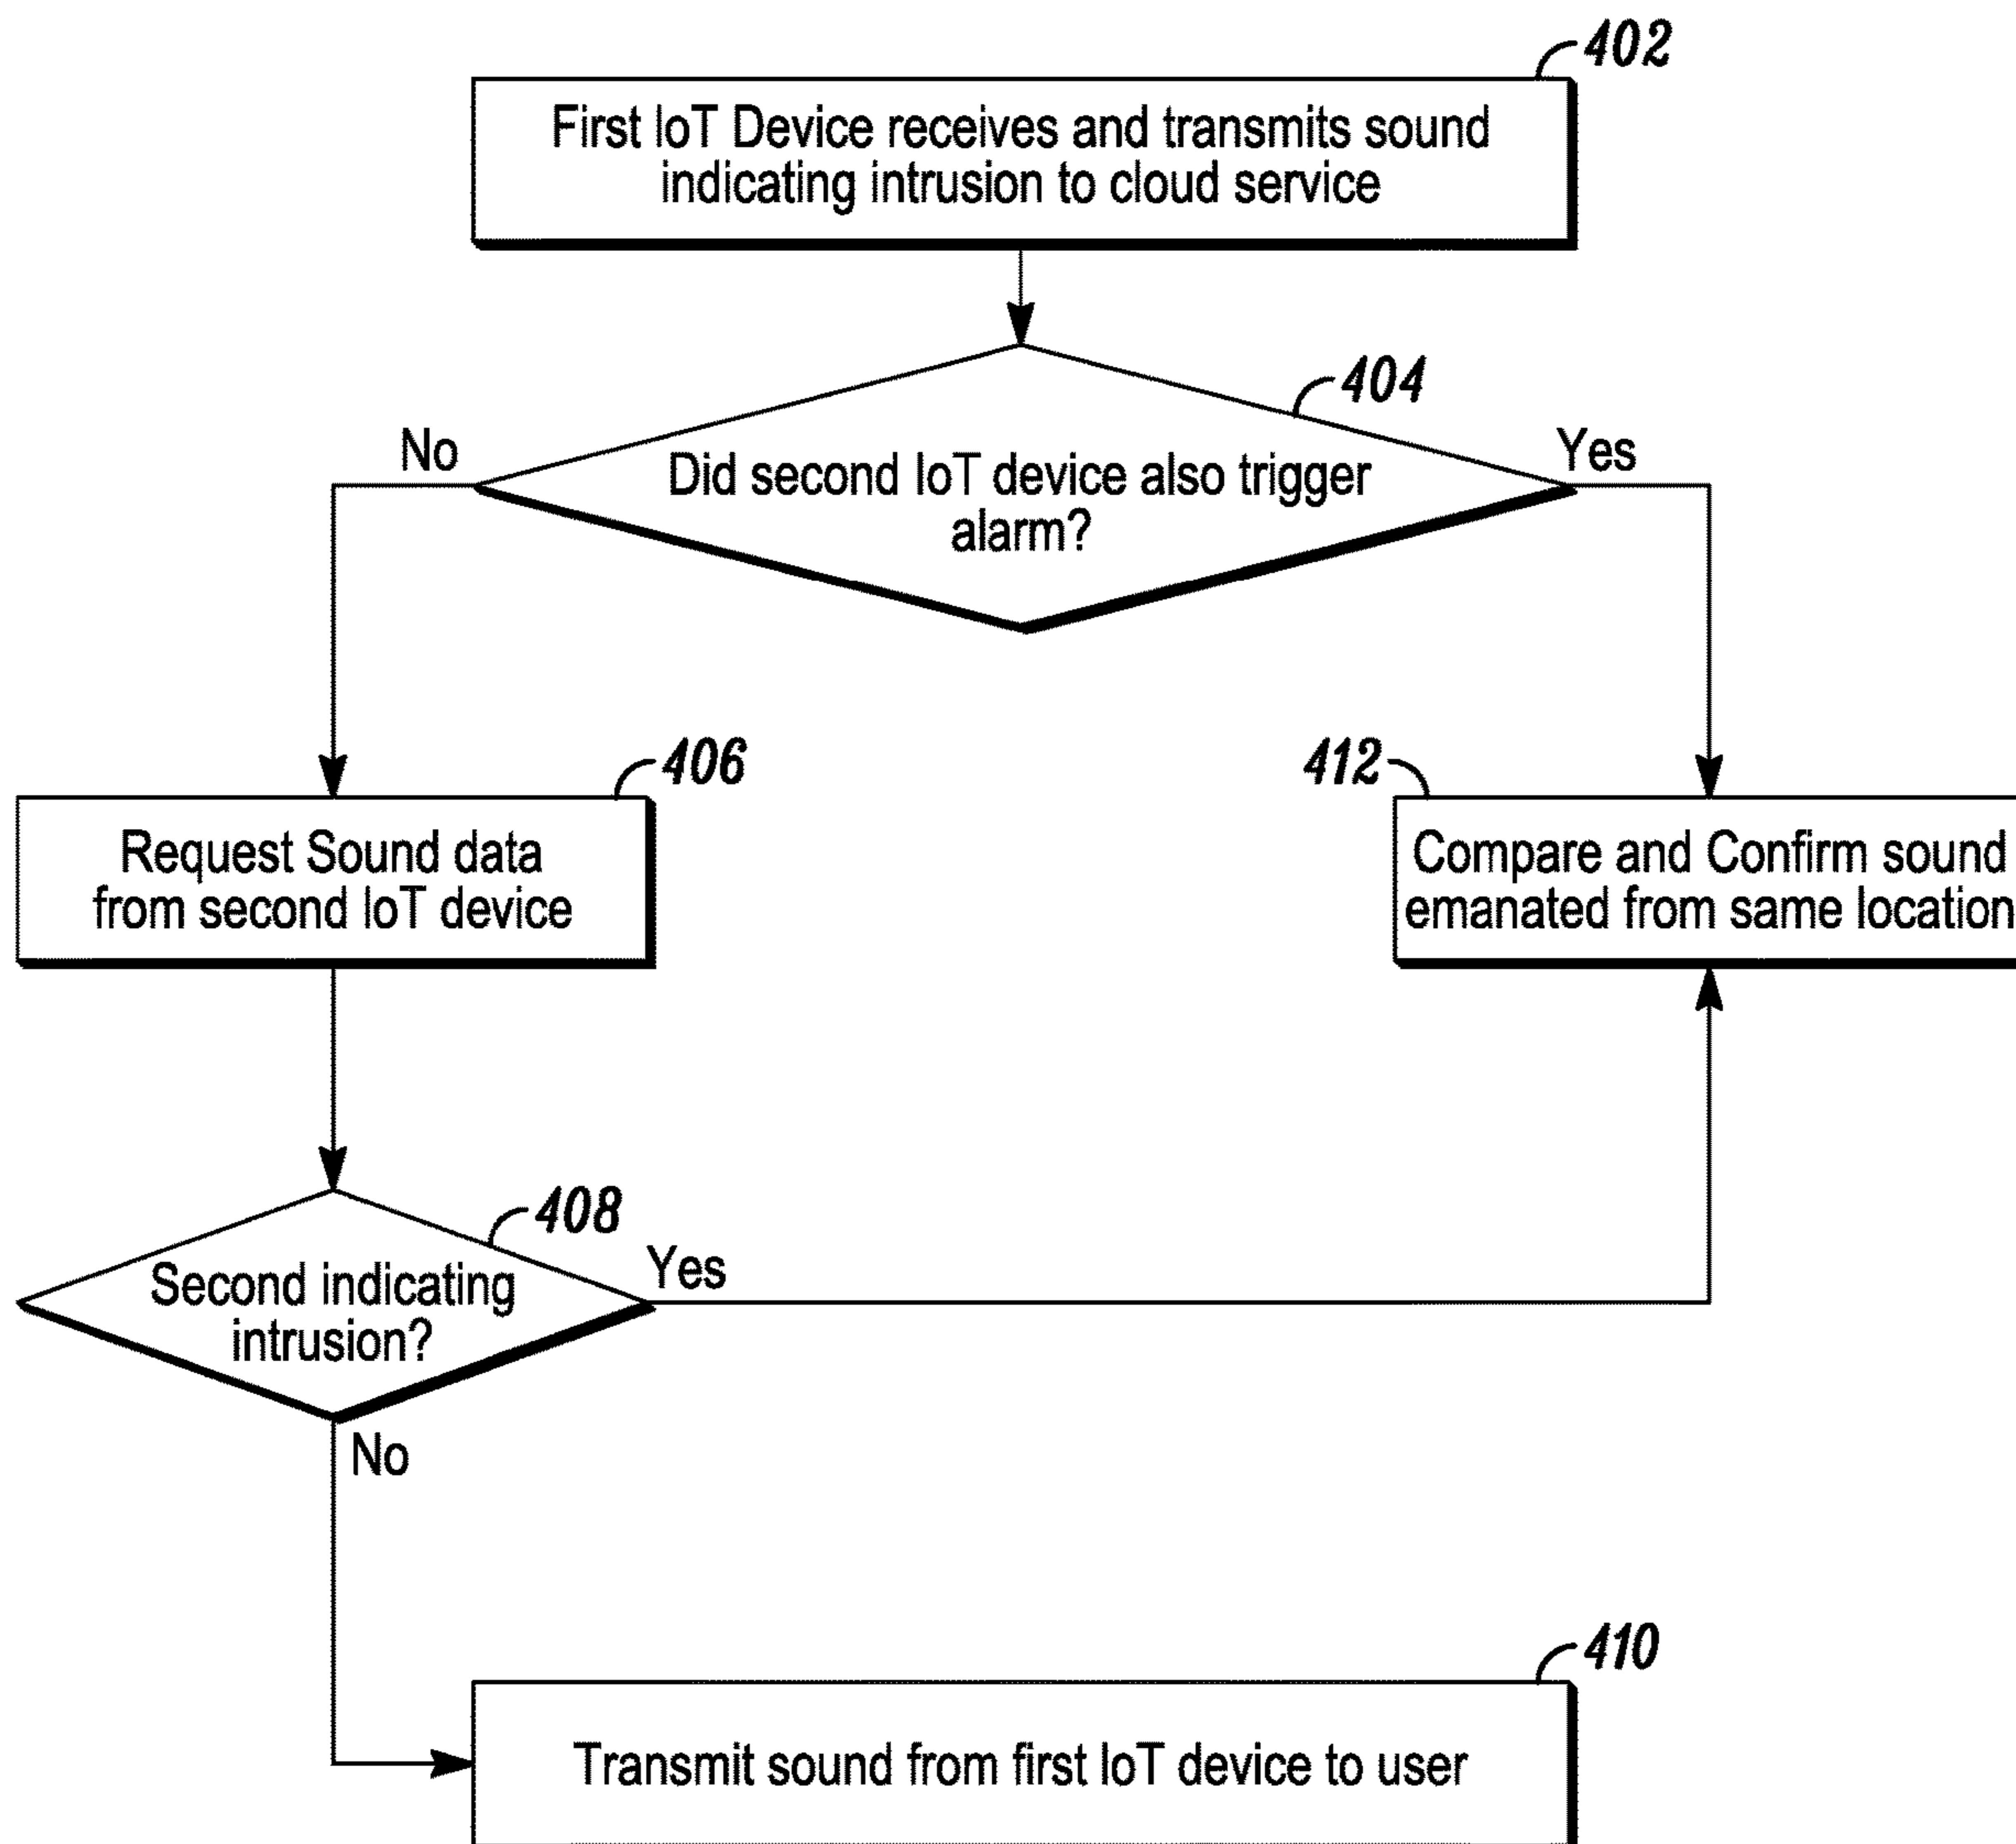 402
First IoT Device receives and transmits sound
indicating intrusion to cloud service
404
No
Yes
Did second IoT device also trigger
alarm?
406
412
Request Sound data
from second IoT device
Compare and Confirm sound
emanated from same location
408
Second indicating
intrusion?
Yes
No
410
Transmit sound from first IoT device to user